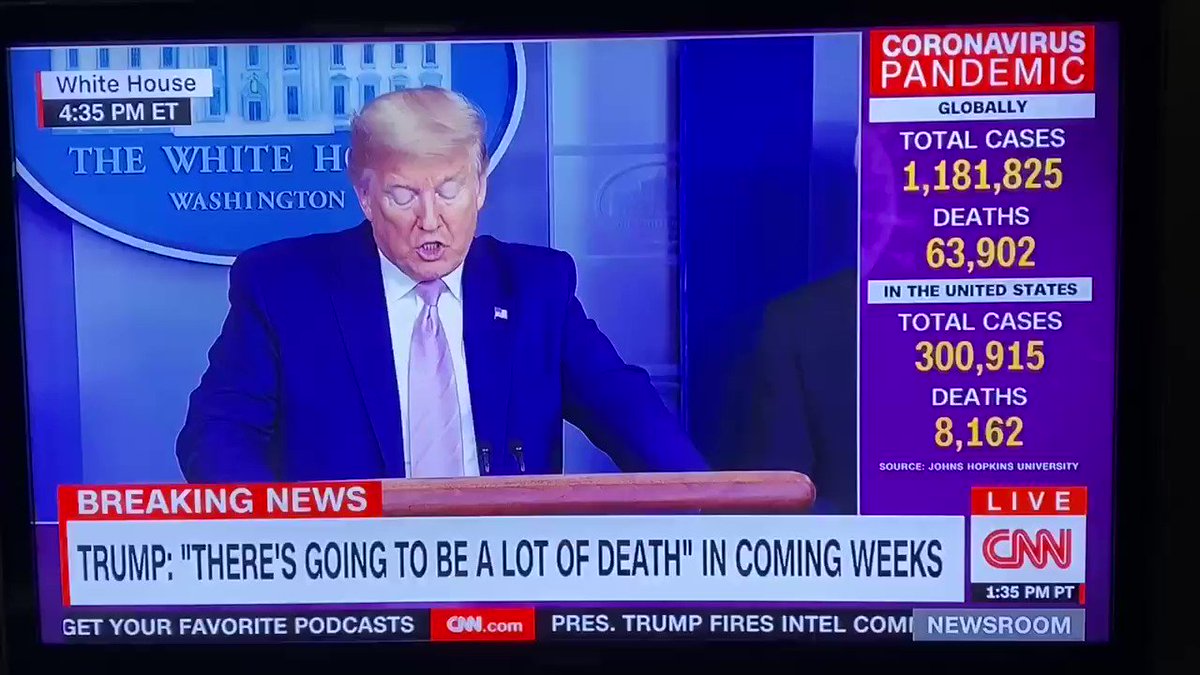 White House
4:35 PM ET
THE WHITE H
WASHINGTON
CORONAVIRUS
PANDEMIC
GLOBALLY
TOTAL CASES
1,181,825
DEATHS
63,902
IN THE UNITED STATES
TOTAL CASES
300,915
DEATHS
8,162
SOURCE: JOHNS HOPKINS UNIVERSITY
BREAKING NEWS
TRUMP: "THERE'S GOING TO BE A LOT OF DEATH" IN COMING WEEKS
LIVE
CNN
1:35 PM PT
GET YOUR FAVORITE PODCASTS CNN.com PRES. TRUMP FIRES INTEL COM NEWSROOM